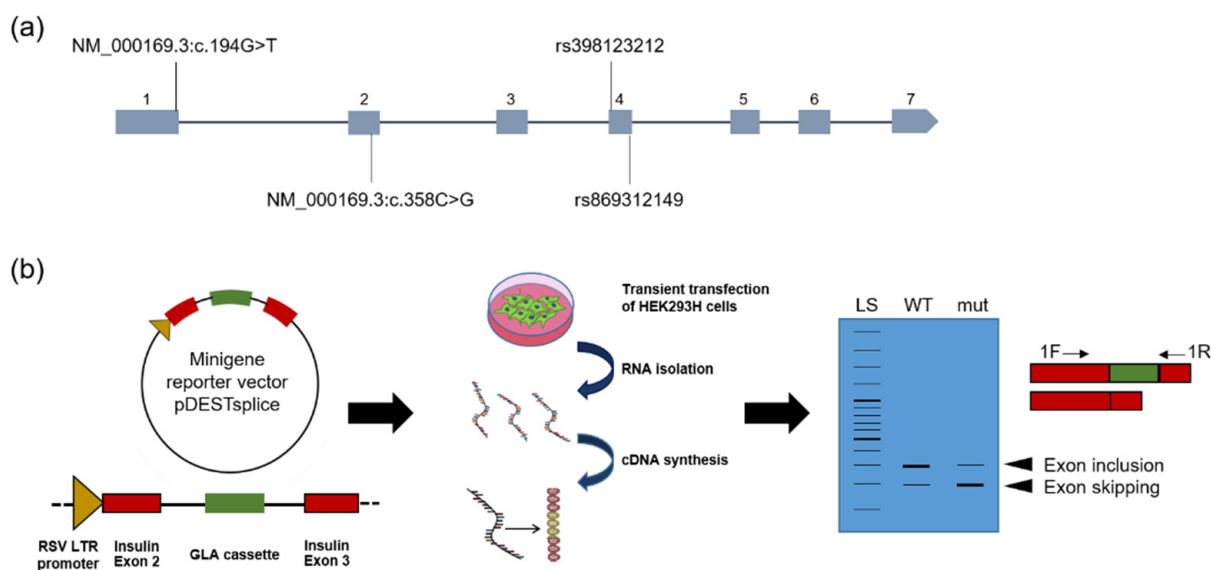 (a)
NM_000169.3:c.194G>T
rs398123212
1
2
3
4
5
6
7
NM_000169.3:c.358C>G
rs869312149
(b)
Minigene
reporter vector
pDESTsplice
RSV LTR
promoter
Insulin
Exon 2
GLA cassette
Insulin
Exon 3
Transient transfection
of HEK293H cells
RNA isolation
cDNA synthesis
LS WT mut
1F
1R
Exon inclusion
Exon skipping